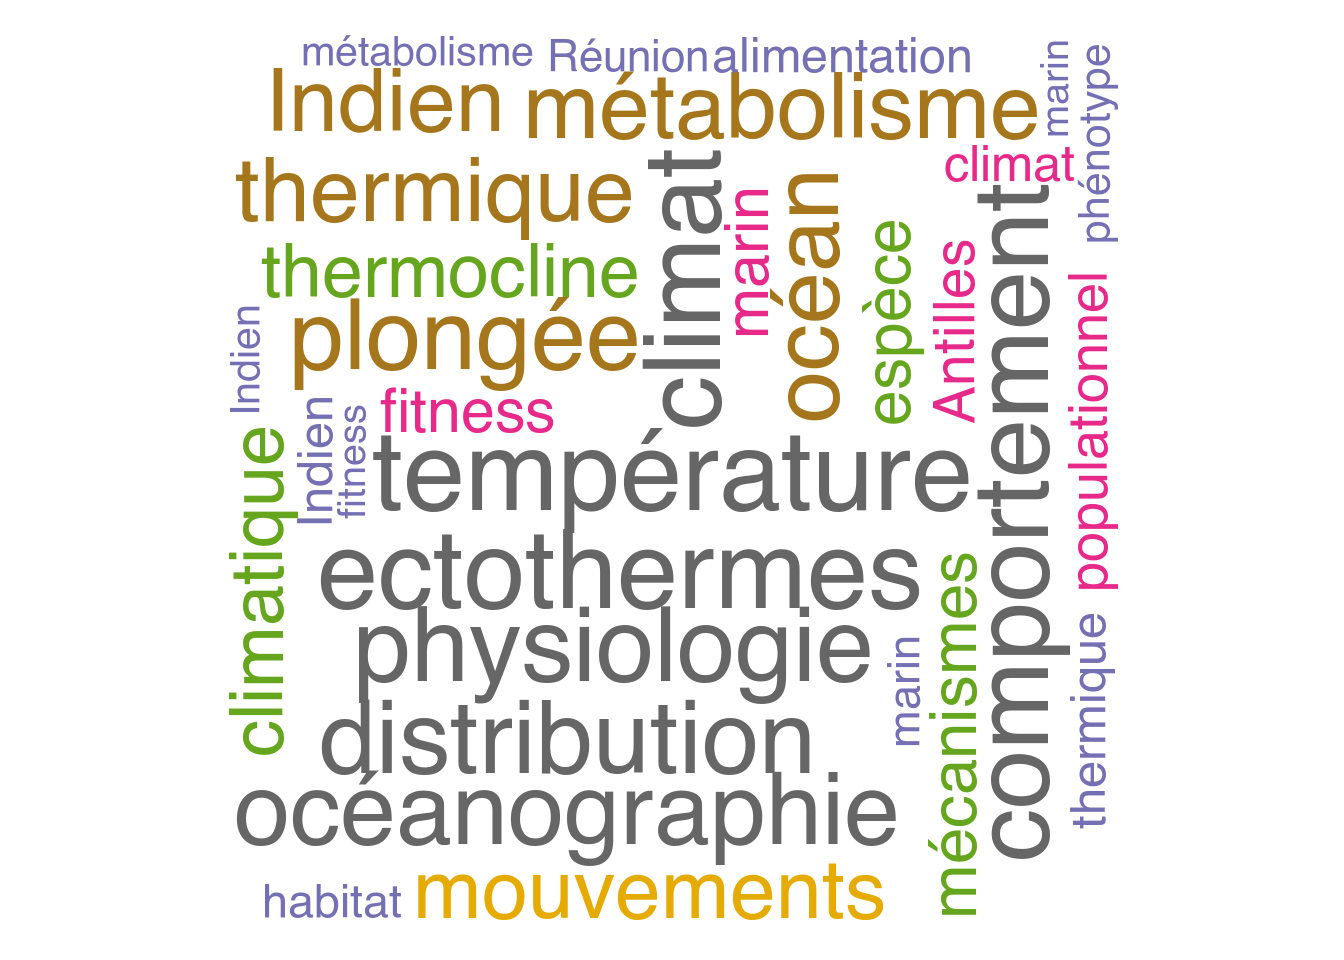 métabolisme
Réunion
alimentation
marin
phénotype
Indien
métabolisme
climat
thermique
climat
marin
océan
espèce
Antilles
comportement
thermocline
plongée
populationnel
Indien
Indien
fitness
fitness
climatique
température
ectothermes
physiologie
marin
mécanismes
thermique
distribution
océanographie
habitat
mouvements